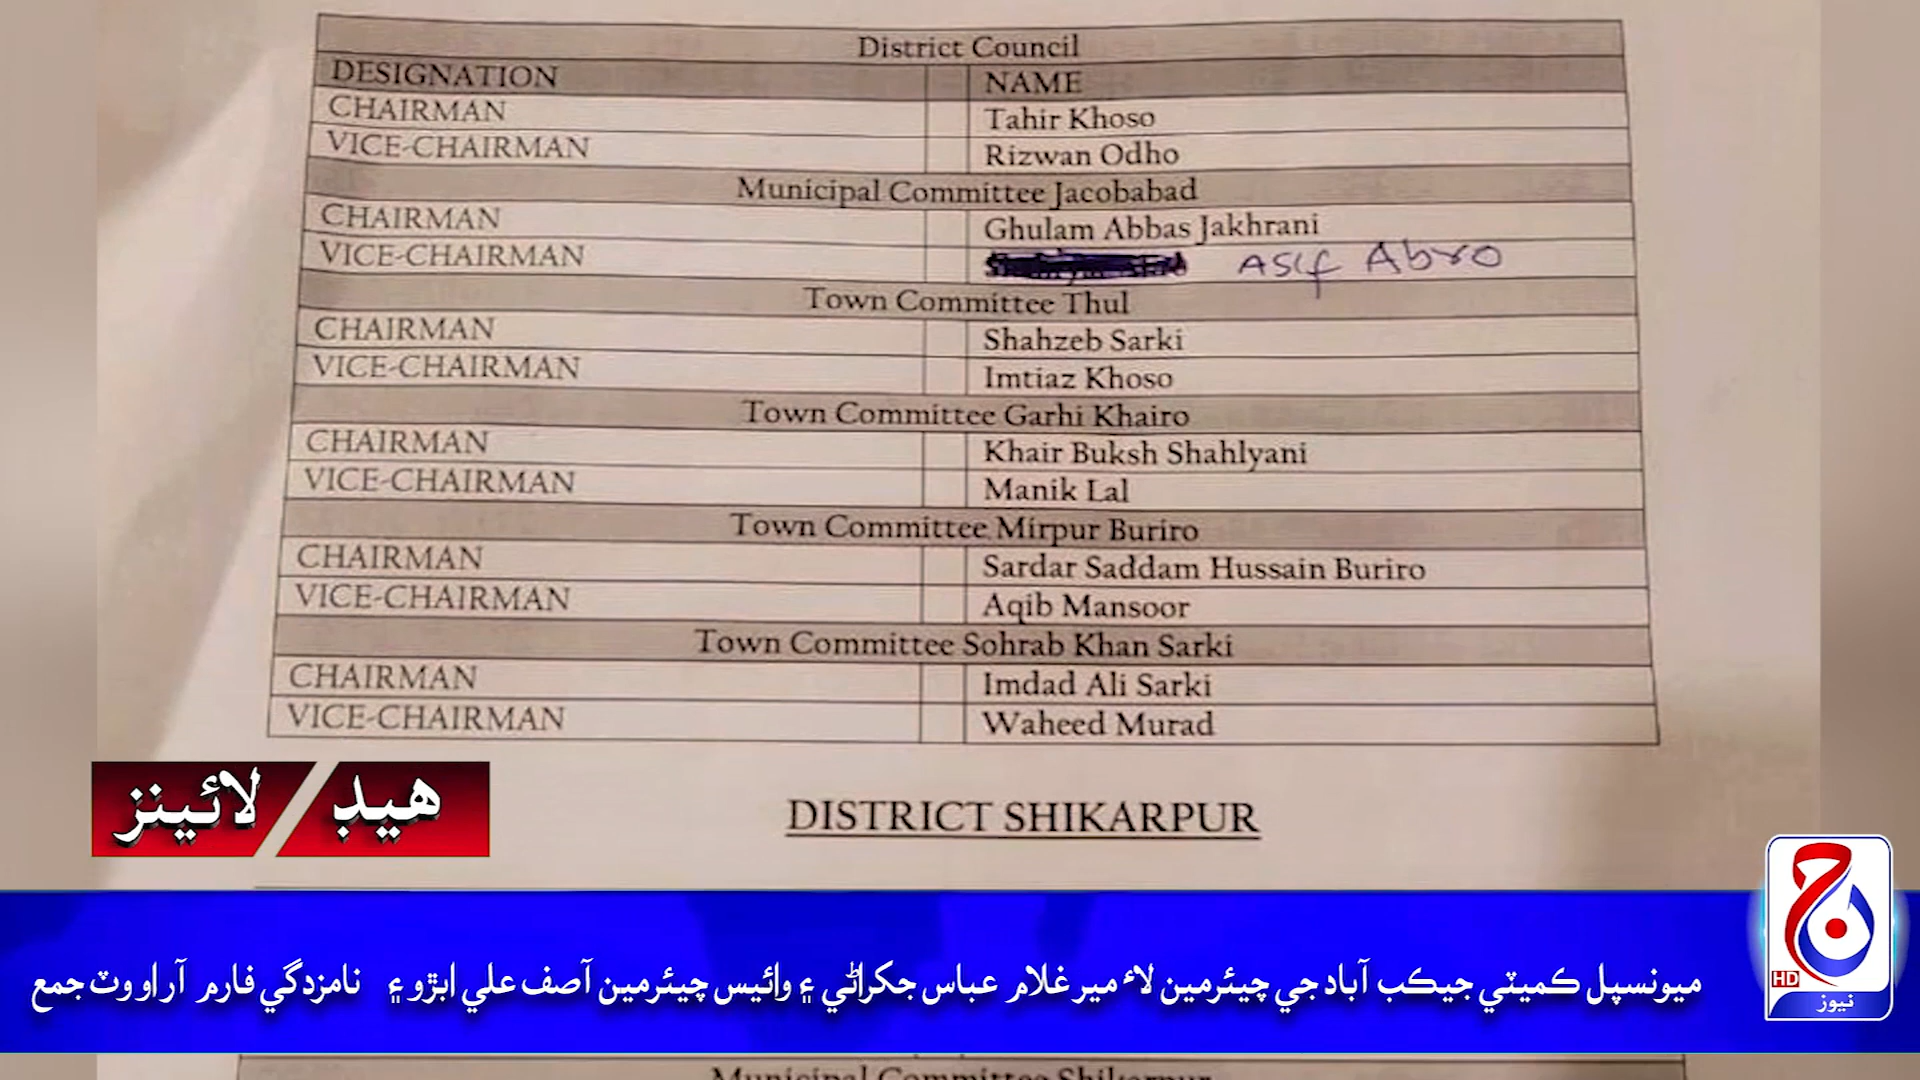 District Council
DESIGNATION NAME
CHAIRMAN Tahir Khoso
VICE-CHAIRMAN Rizwan Odho
Municipal Committee Jacobabad
CHAIRMAN Ghulam Abbas Jakhrani
VICE-CHAIRMAN Asif Abro
Town Committee Thul
CHAIRMAN Shahzeb Sarki
VICE-CHAIRMAN Imtiaz Khoso
Town Committee Garhi Khairo
CHAIRMAN Khair Buksh Shahlyani
VICE-CHAIRMAN Manik Lal
Town Committee Mirpur Buriro
CHAIRMAN Sardar Saddam Hussain Buriro
VICE-CHAIRMAN Aqib Mansoor
Town Committee Sohrab Khan Sarki
CHAIRMAN Imdad Ali Sarki
VICE-CHAIRMAN Waheed Murad
هيڊ لائينز
DISTRICT SHIKARPUR
ميونسپل ڪميٽي جيڪب آباد جي چيئرمين لاءِ مير غلام عباس جکراڻي ۽ وائيس چيئرمين آصف علي ابڙو ۽ نامزدگي فارم آر او وٽ جمع
HD
نيوز
Municipal Committee Shikarpur